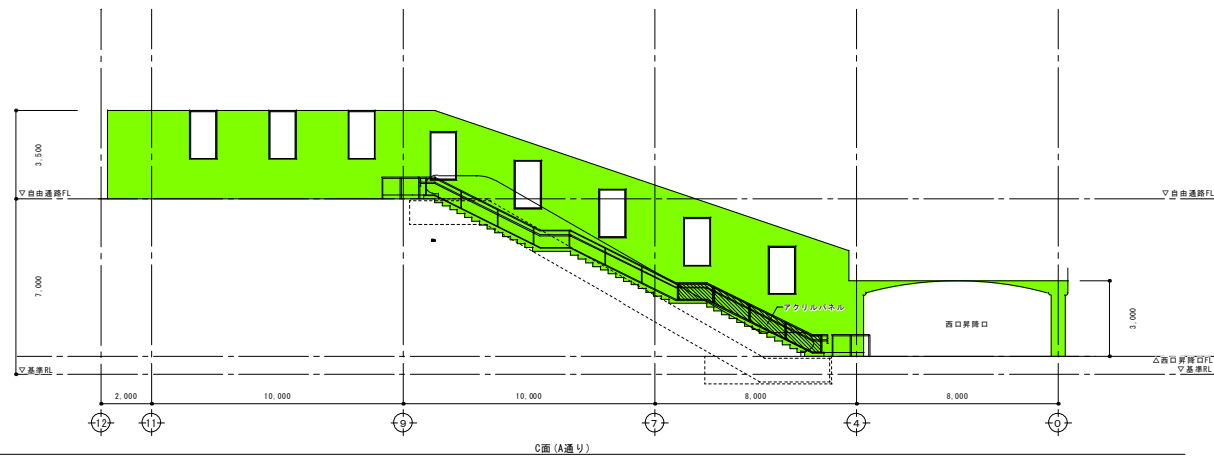 3,500
▽自由通路FL
▽自由通路FL
7,000
アクリルパネル
西口昇降口
3,000
△西口昇降口FL
▽基準RL
▽基準RL
2,000
10,000
10,000
8,000
8,000
12
11
9
7
4
0
C面(A通り)